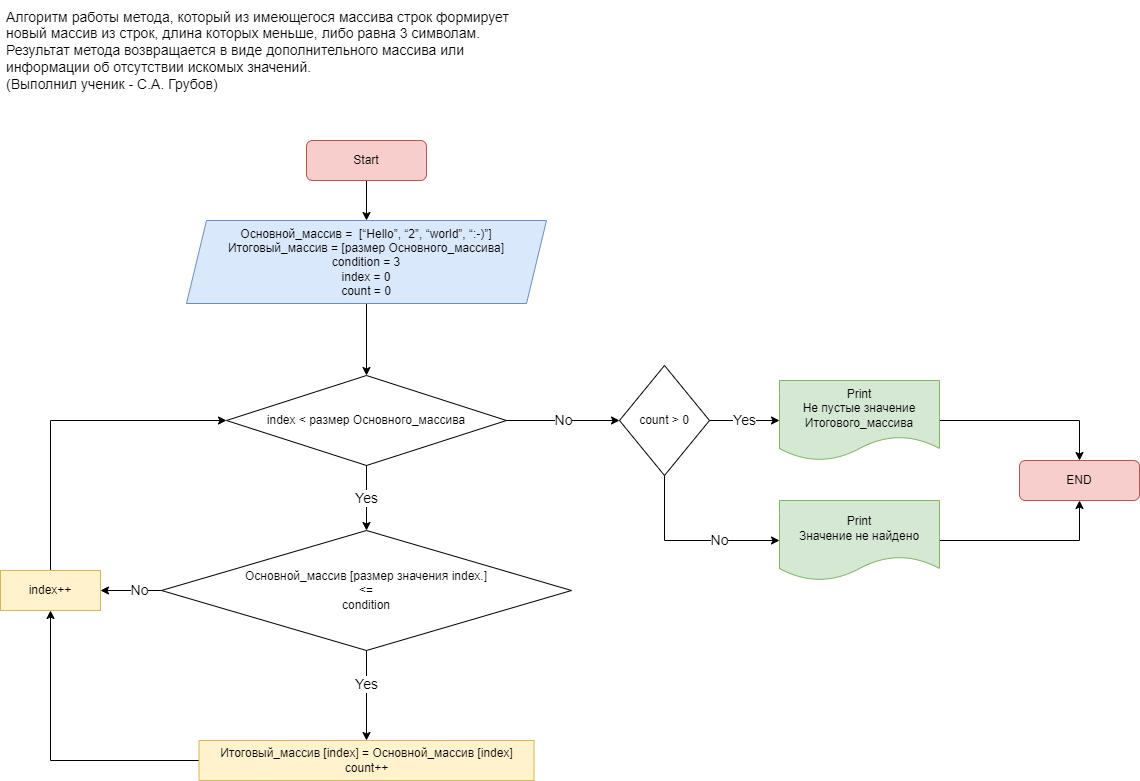 Алгоритм работы метода, который из имеющегося массива строк формирует
новый массив из строк, длина которых меньше, либо равна 3 символам.
Результат метода возвращается в виде дополнительного массива или
информации об отсутствии искомых значений.
(Выполнил ученик - С.А. Грубов)
Start
Основной_массив =  [“Hello”, “2”, “world”, “:-)”]
Итоговый_массив = [размер Основного_массива]
condition = 3
index = 0
count = 0
index < размер Основного_массива
No
count > 0
Yes
Print
Не пустые значение
Итогового_массива
END
Yes
No
Print
Значение не найдено
Основной_массив [размер значения index.]
<=
condition
No
index++
Yes
Итоговый_массив [index] = Основной_массив [index]
count++